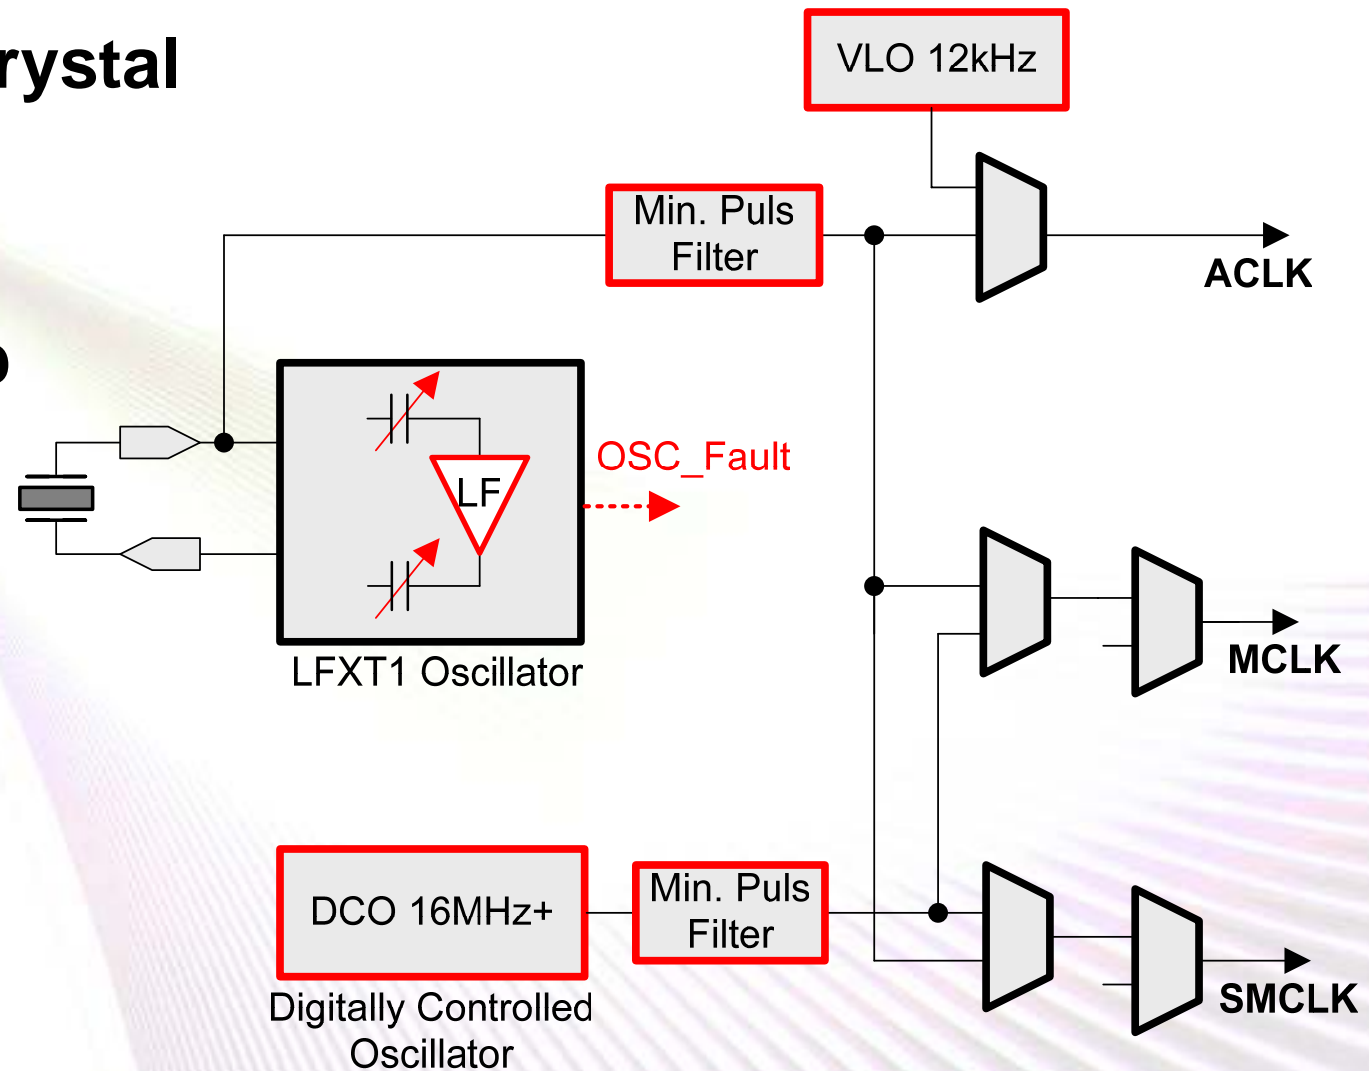 rystal
VLO 12kHz
Min. Puls
Filter
ACLK
OSC_Fault
LF
LFXT1 Oscillator
MCLK
DCO 16MHz+
Min. Puls
Filter
Digitally Controlled
Oscillator
SMCLK